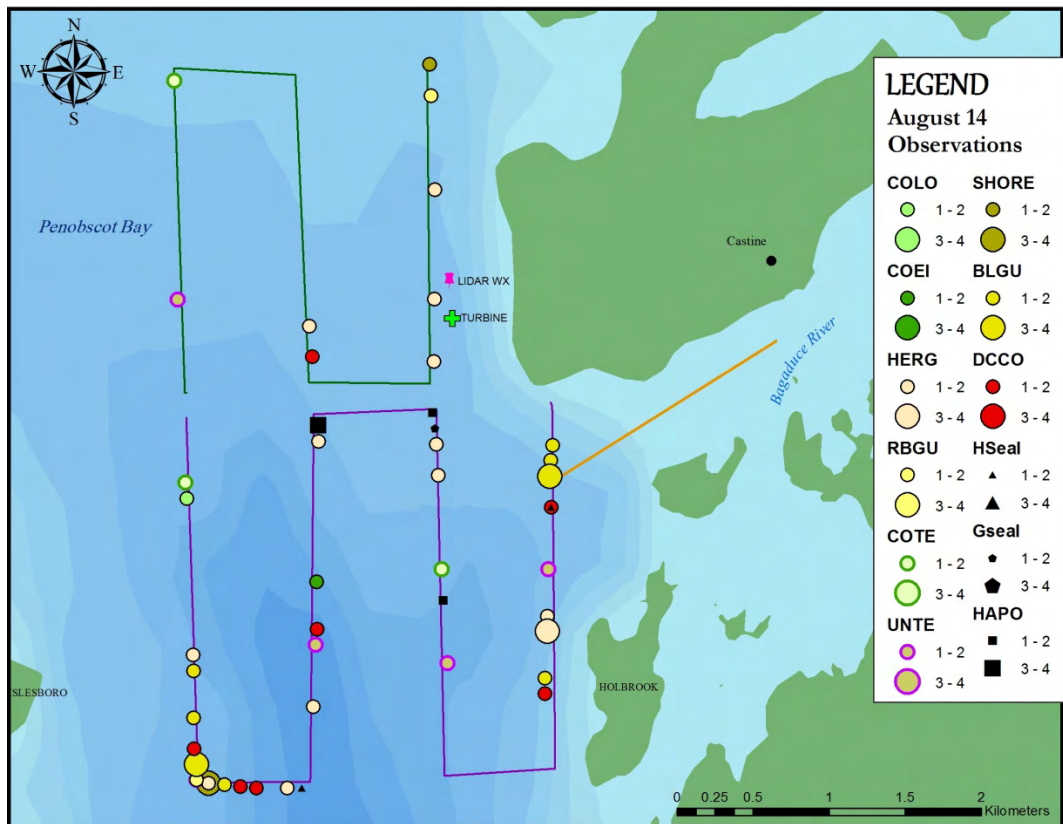 N
W E
S
Penobscot Bay
LIDAR WX
TURBINE
Castine
Bagaduce River
SLESBORO
HOLBROOK
LEGEND
August 14
Observations
COLO SHORE
1 - 2 1 - 2
3 - 4 3 - 4
COEI BLGU
1 - 2 1 - 2
3 - 4 3 - 4
HERG DCCO
1 - 2 1 - 2
3 - 4 3 - 4
RBGU HSeal
1 - 2 1 - 2
3 - 4 3 - 4
COTE Gseal
1 - 2 1 - 2
3 - 4 3 - 4
UNTE HAPO
1 - 2 1 - 2
3 - 4 3 - 4
0 0.25 0.5 1 1.5 2
Kilometers